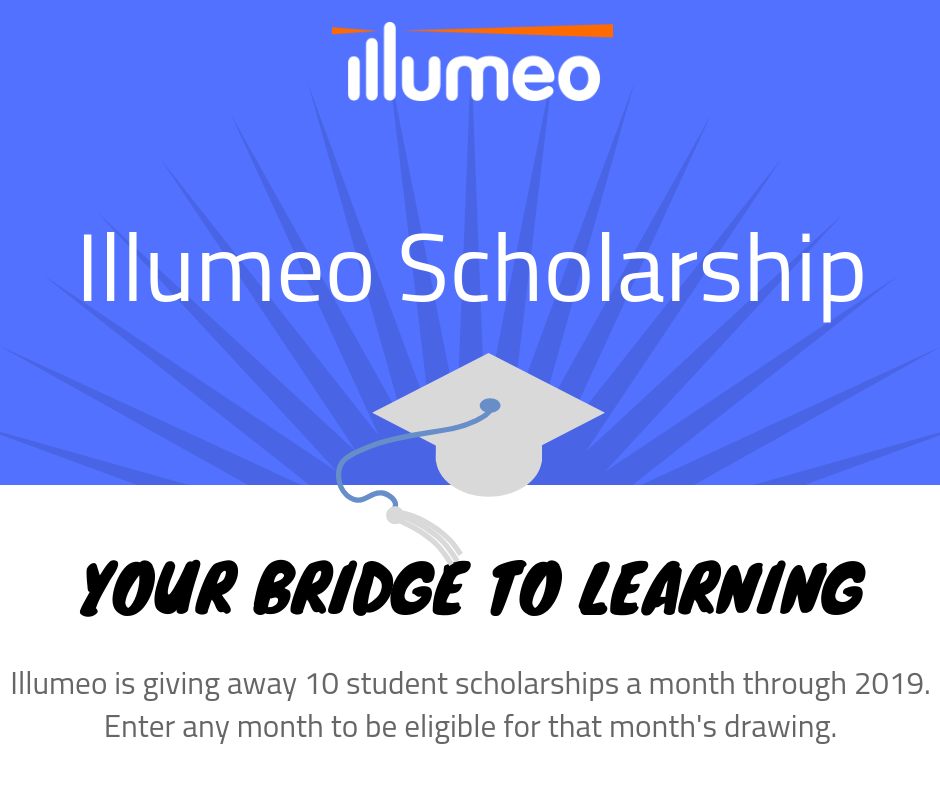 illumeo
Illumeo Scholarship
YOUR BRIDGE TO LEARNING
Illumeo is giving away 10 student scholarships a month through 2019.
Enter any month to be eligible for that month's drawing.